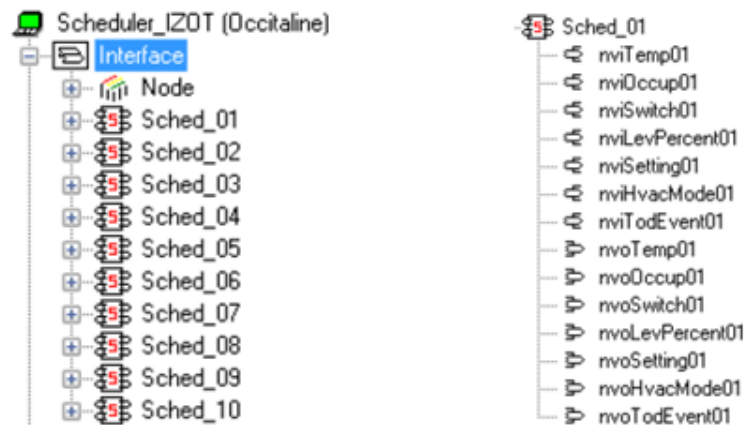 Scheduler_IZOT (Occitaline)
Interface
Node
Sched_01
Sched_02
Sched_03
Sched_04
Sched_05
Sched_06
Sched_07
Sched_08
Sched_09
Sched_10
Sched_01
nviTemp01
nviOccup01
nviSwitch01
nviLevPercent01
nviSetting01
nviHvacMode01
nviTodEvent01
nvoTemp01
nvoOccup01
nvoSwitch01
nvoLevPercent01
nvoSetting01
nvoHvacMode01
nvoTodEvent01